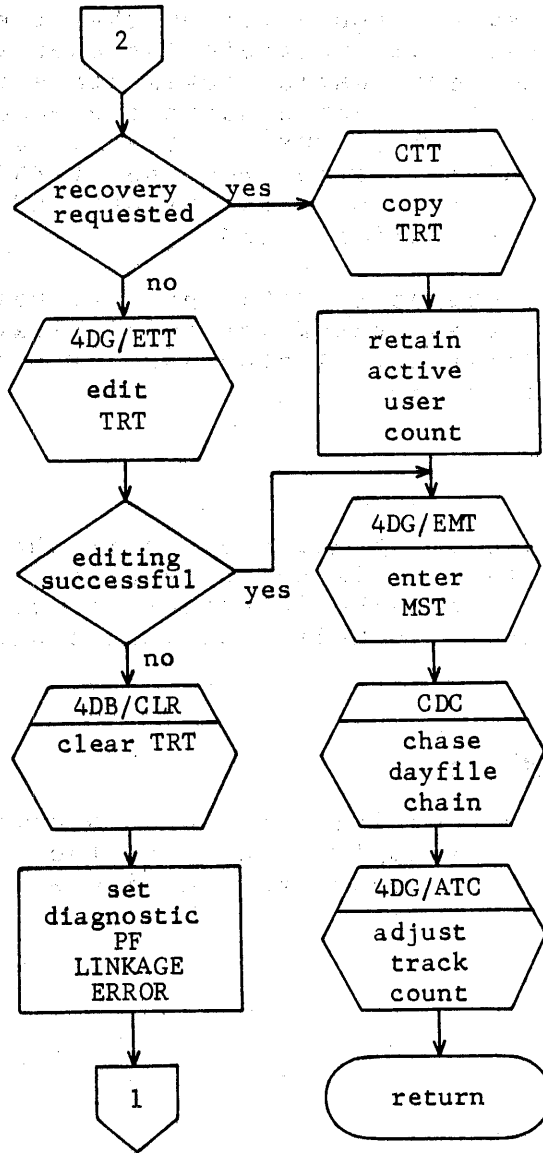 2
recovery
requested
yes
no
CTT
copy
TRT
retain
active
user
count
4DG/ETT
edit
TRT
editing
successful
yes
no
4DG/EMT
enter
MST
CDC
chase
dayfile
chain
4DG/ATC
adjust
track
count
return
4DB/CLR
clear TRT
set
diagnostic
PF
LINKAGE
ERROR
1